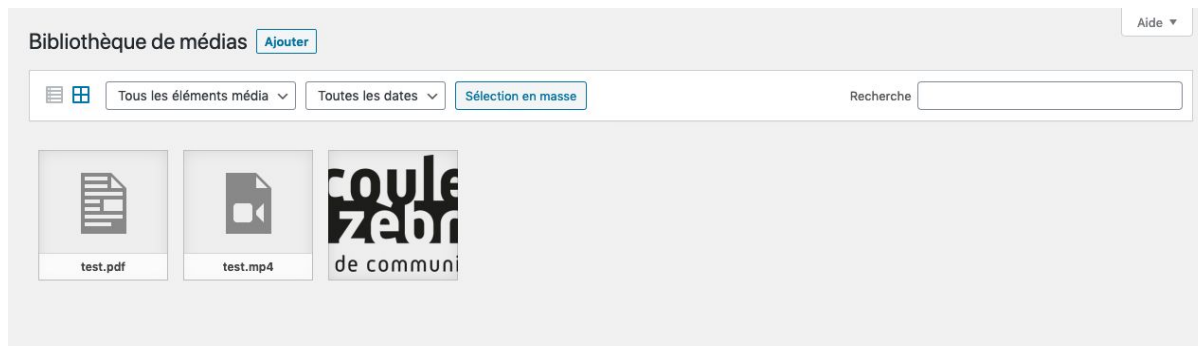 Aide
Bibliothèque de médias Ajouter
Tous les éléments média Toutes les dates Sélection en masse Recherche
coule
zebr
de communi
test.pdf test.mp4